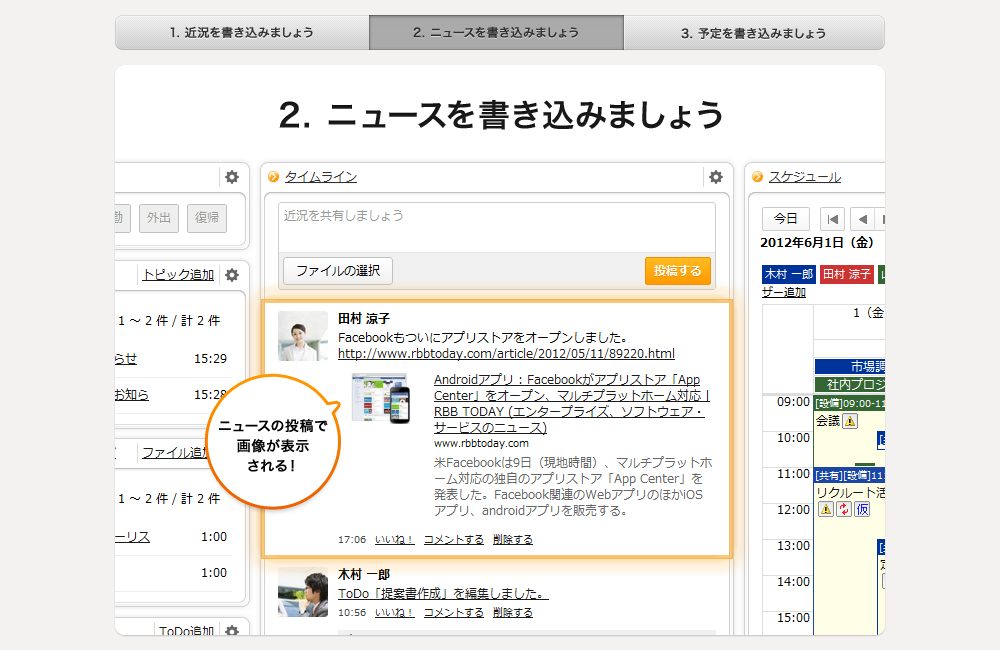 1. 近況を書き込みましょう
2. ニュースを書き込みましょう
3. 予定を書き込みましょう
2. ニュースを書き込みましょう
外出
復帰
トピック追加
1 ～ 2 件 / 計 2 件
らせ
15:29
お知らせ
15:28
ファイル追加
1 ～ 2 件 / 計 2 件
ーリス
1:00
1:00
ToDo追加
タイムライン
近況を共有しましょう
ファイルの選択
投稿する
田村 涼子
Facebookもついにアプリストアをオープンしました。
http://www.rbbtoday.com/article/2012/05/11/89220.html
Androidアプリ：Facebookがアプリストア「App
Center」をオープン、マルチプラットホーム対応 |
RBB TODAY (エンタープライズ、ソフトウェア・
サービスのニュース)
www.rbbtoday.com
米Facebookは9日（現地時間）、マルチプラットホ
ーム対応の独自のアプリストア「App Center」を
発表した。Facebook関連のWebアプリのほかiOS
アプリ、androidアプリを販売する。
17:06 いいね！ コメントする 削除する
ニュースの投稿で
画像が表示
される！
木村 一郎
ToDo「提案書作成」を編集しました。
10:56 いいね！ コメントする 削除する
スケジュール
今日
2012年6月1日（金）
木村 一郎
田村 涼子
ザー追加
1（金
市場調
社内プロジ
09:00
[設備]09:00-11
会議
10:00
11:00
[共有][設備]11
リクルート活
仮
12:00
13:00
14:00
15:00